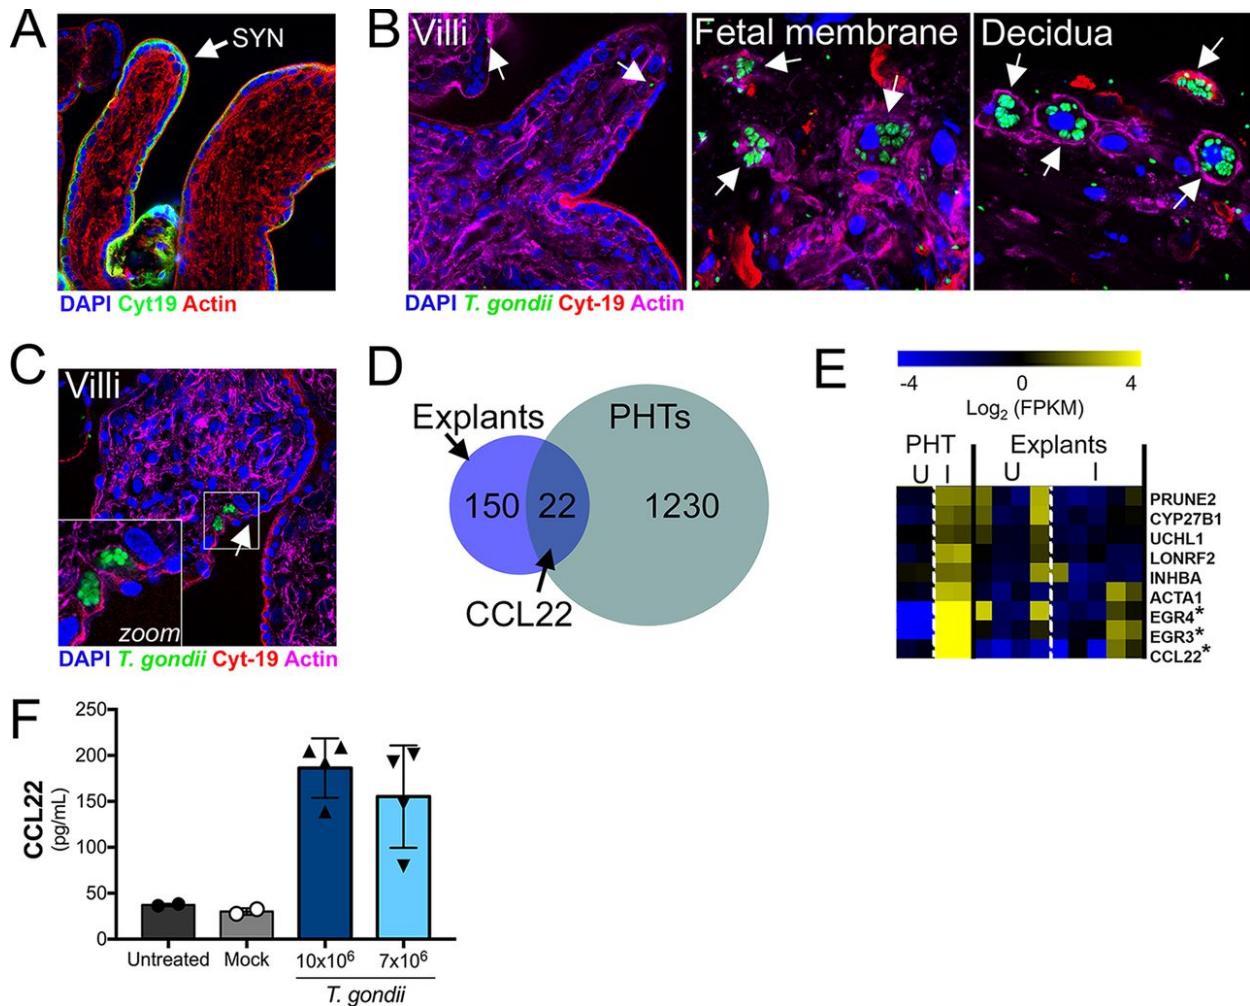 A
SYN
DAPI Cyt19 Actin
B
Villi
Fetal membrane
Decidua
DAPI T. gondii Cyt-19 Actin
C
Villi
zoom
DAPI T. gondii Cyt-19 Actin
D
Explants
PHTs
150
22
1230
CCL22
E
-4
0
4
Log₂ (FPKM)
PHT
Explants
U I
U
I
PRUNE2
CYP27B1
UCHL1
LONRF2
INHBA
ACTA1
EGR4*
EGR3*
CCL22*
F
CCL22
(pg/mL)
250
200
150
100
50
0
Untreated
Mock
10x10⁶
7x10⁶
T. gondii